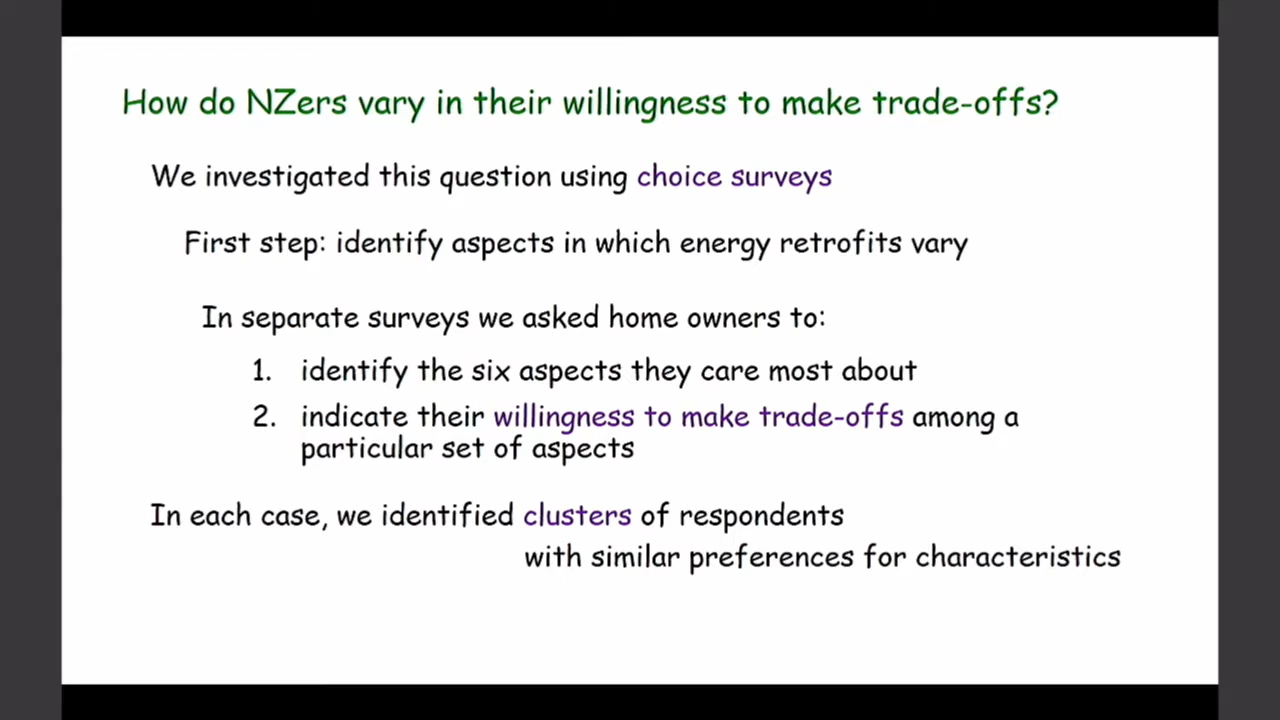 How do NZers vary in their willingness to make trade-offs?
We investigated this question using choice surveys
First step: identify aspects in which energy retrofits vary
In separate surveys we asked home owners to:
1. identify the six aspects they care most about
2. indicate their willingness to make trade-offs among a
particular set of aspects
In each case, we identified clusters of respondents
with similar preferences for characteristics